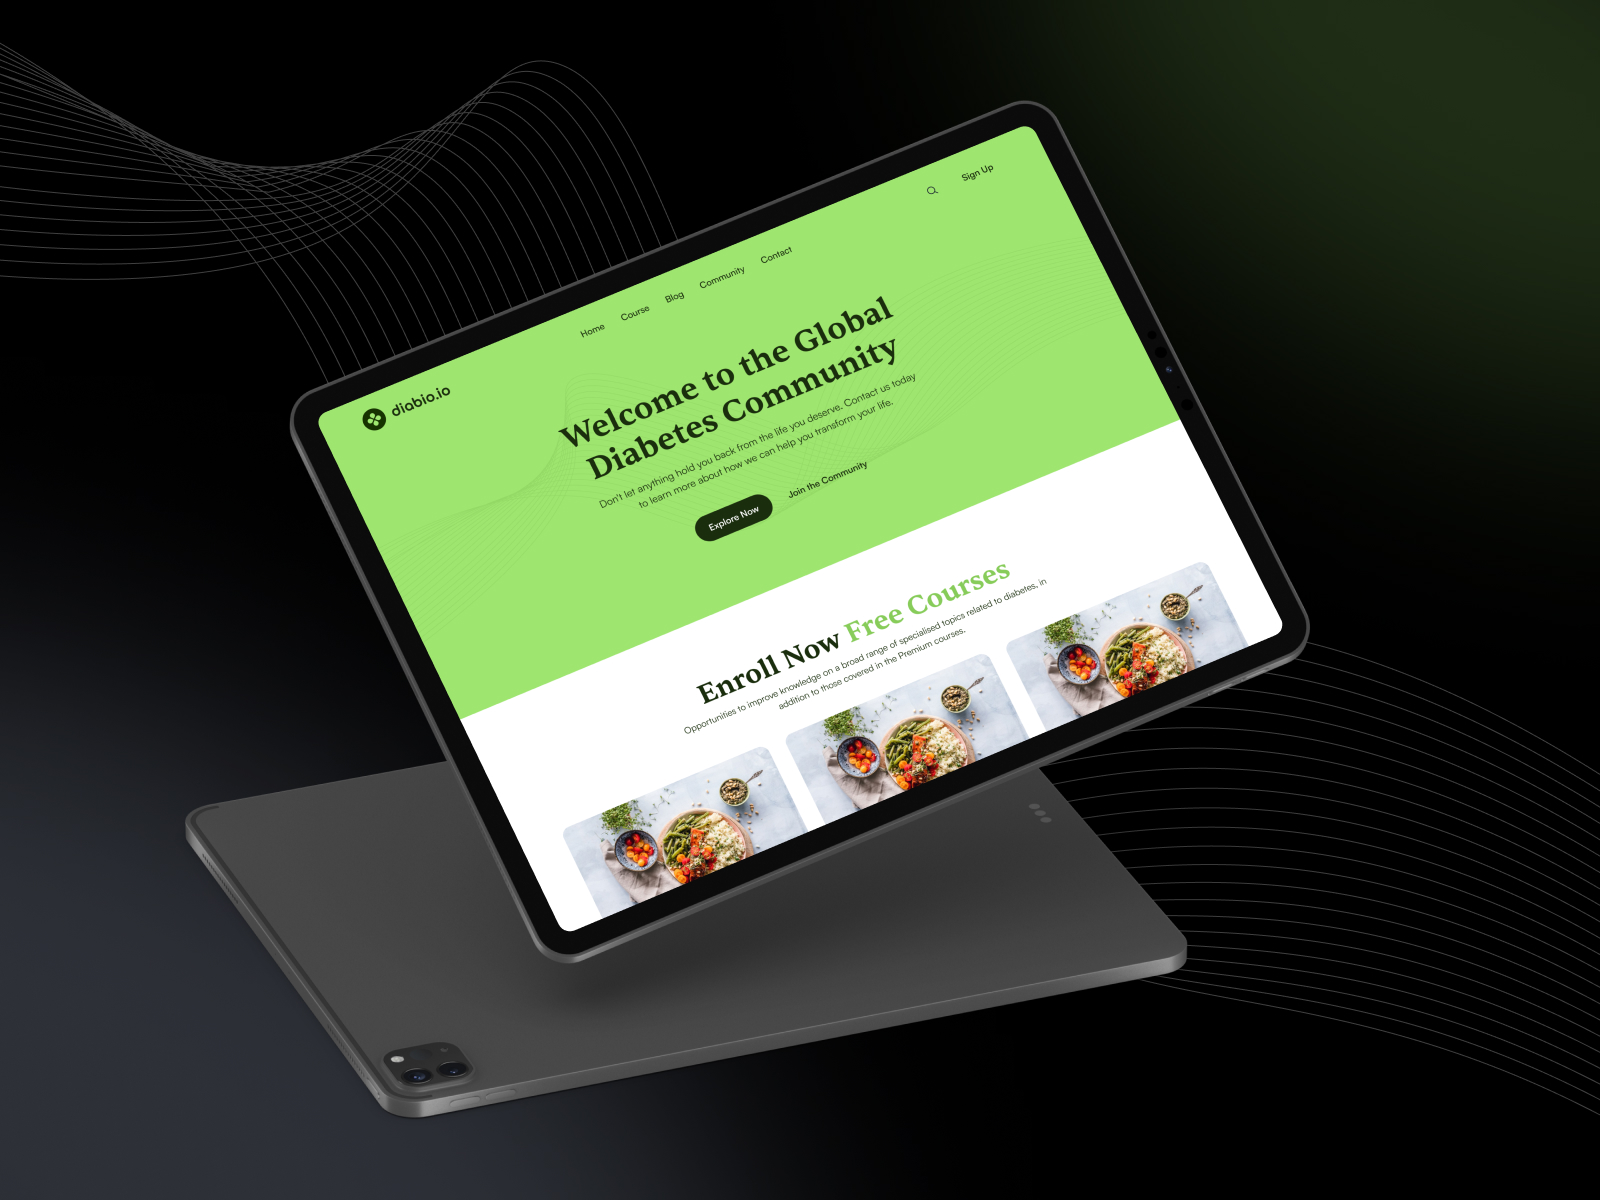 diabio.io
Home Course Blog Community Contact
Sign Up
Welcome to the Global
Diabetes Community
Don't let anything hold you back from the life you deserve. Contact us today
to learn more about how we can help you transform your life.
Explore Now
Join the Community
Enroll Now Free Courses
Opportunities to improve knowledge on a broad range of specialised topics related to diabetes, in
addition to those covered in the Premium courses.